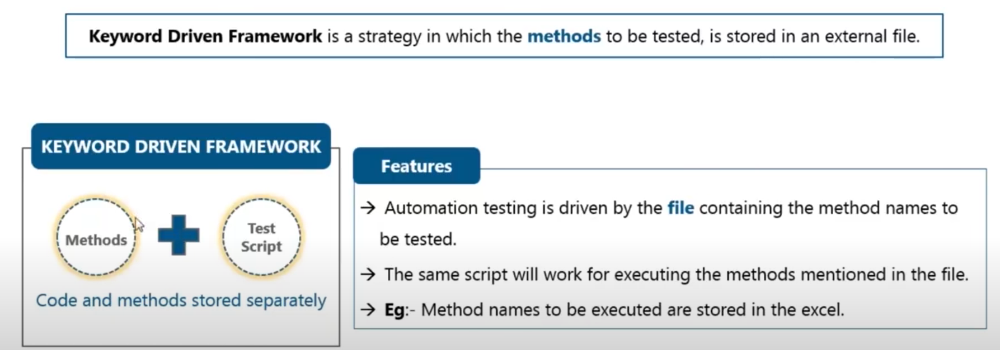 Keyword Driven Framework is a strategy in which the methods to be tested, is stored in an external file.
KEYWORD DRIVEN FRAMEWORK
Methods
Test
Script
Code and methods stored separately
Features
→ Automation testing is driven by the file containing the method names to
be tested.
→ The same script will work for executing the methods mentioned in the file.
→ Eg:- Method names to be executed are stored in the excel.